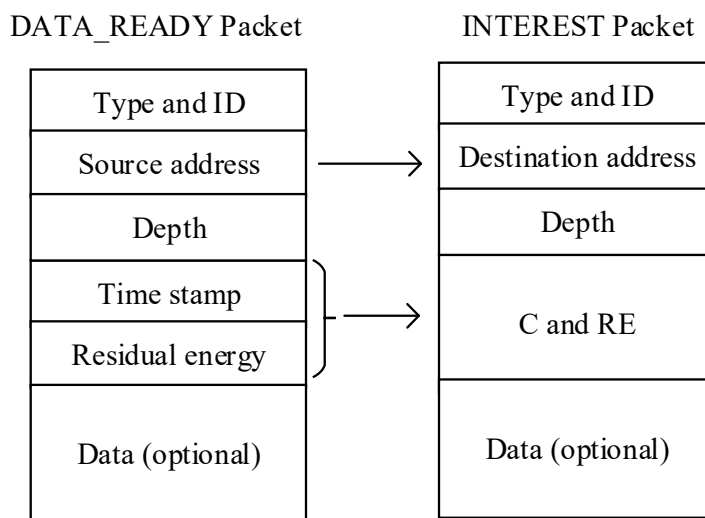 DATA_READY Packet
Type and ID
Source address
Depth
Time stamp
Residual energy
Data (optional)
INTEREST Packet
Type and ID
Destination address
Depth
C and RE
Data (optional)